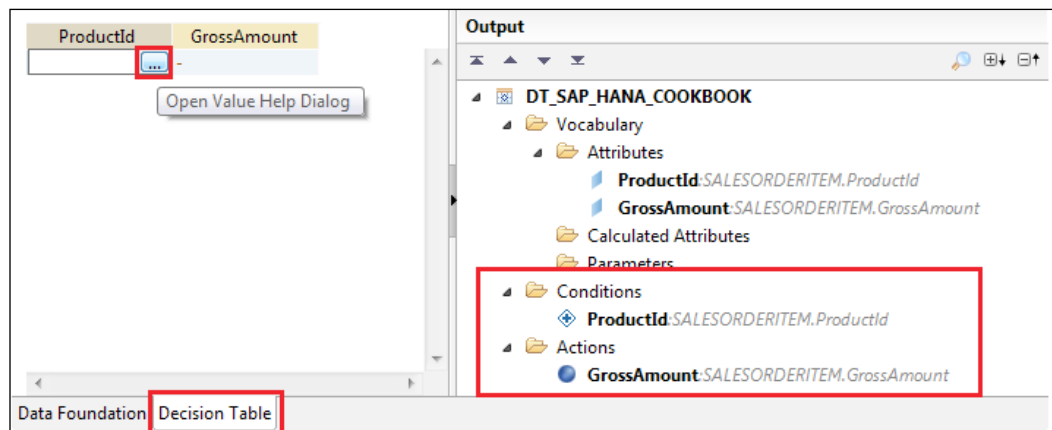 ProductId GrossAmount
... -
Open Value Help Dialog
Data Foundation Decision Table
Output
DT_SAP_HANA_COOKBOOK
Vocabulary
Attributes
ProductId:SALESORDERITEM.ProductId
GrossAmount:SALESORDERITEM.GrossAmount
Calculated Attributes
Parameters
Conditions
ProductId:SALESORDERITEM.ProductId
Actions
GrossAmount:SALESORDERITEM.GrossAmount